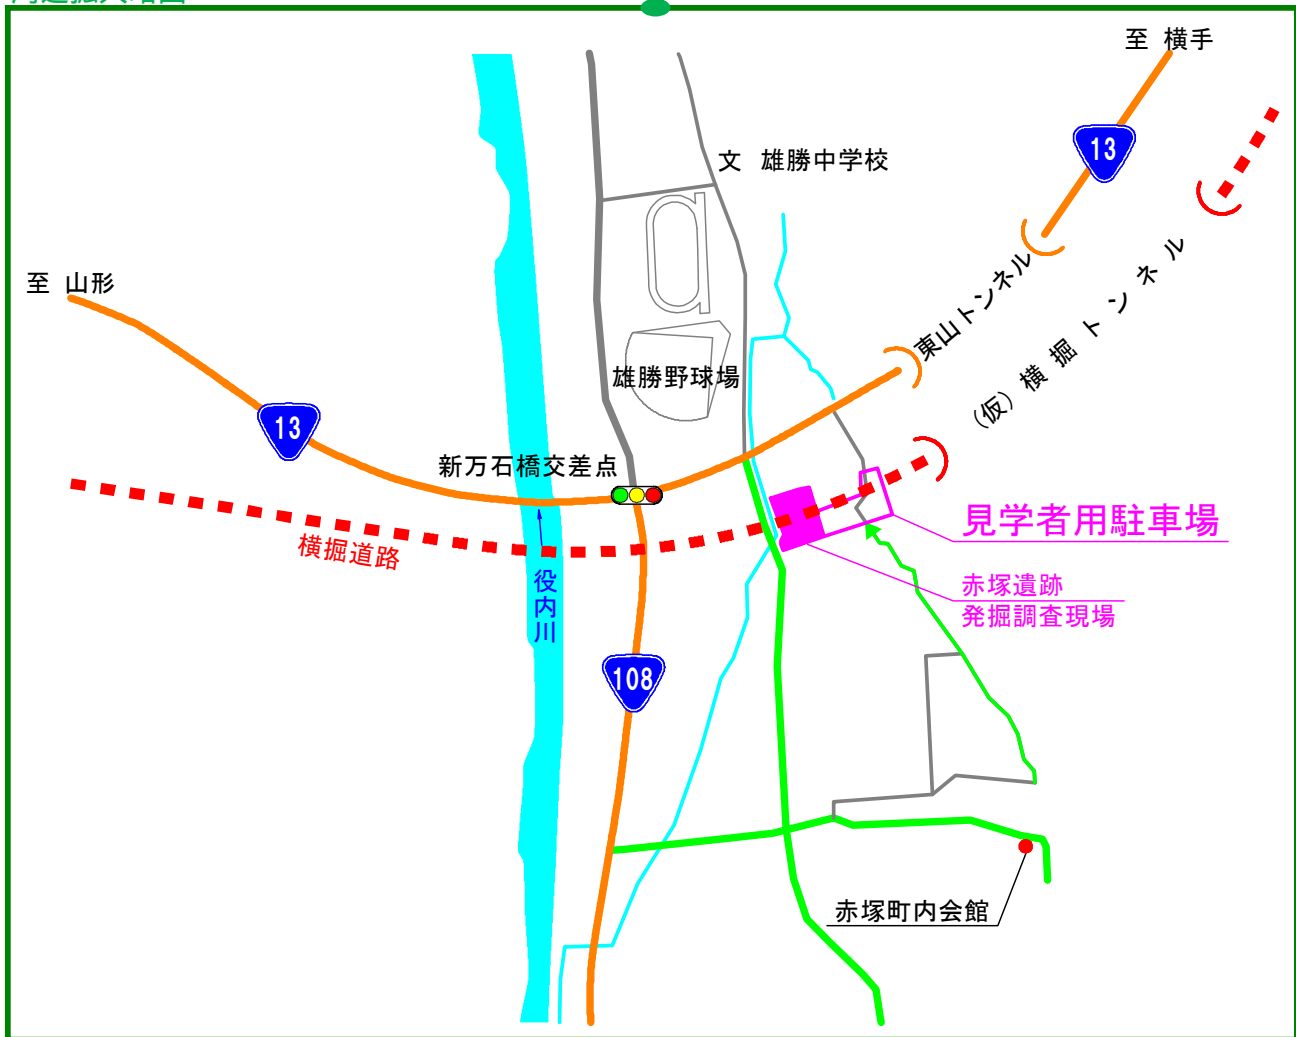 至 横手
13
文 雄勝中学校
至 山形
東山トンネル
(仮)横掘トンネル
雄勝野球場
13
新万石橋交差点
見学者用駐車場
横掘道路
役内川
赤塚遺跡
発掘調査現場
108
赤塚町内会館